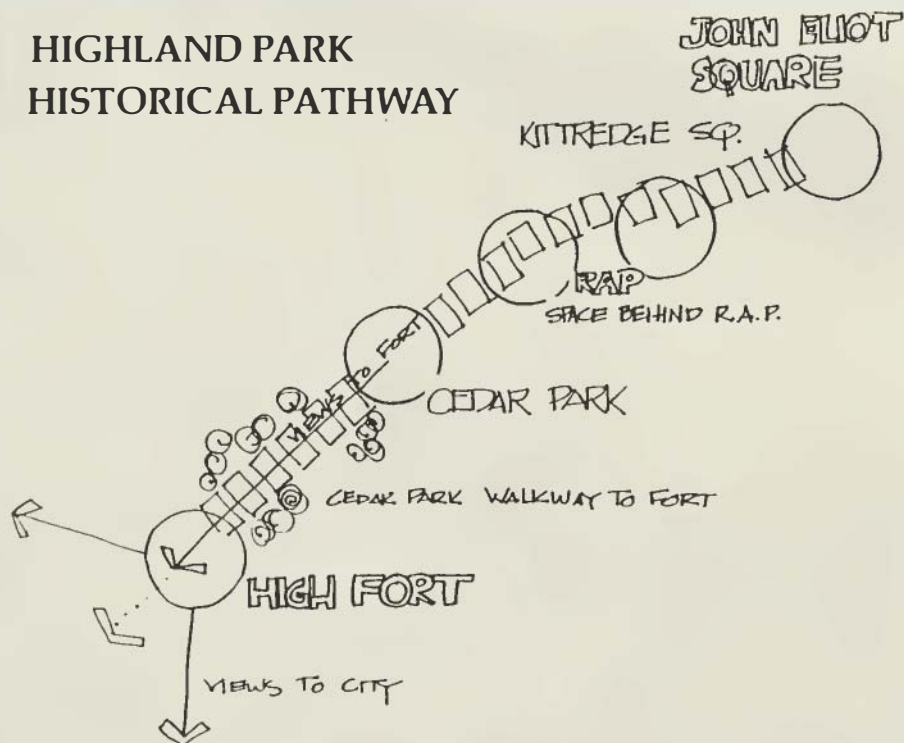 HIGHLAND PARK
HISTORICAL PATHWAY
JOHN ELIOT
SQUARE
KITTREDGE SQ.
RAP
SPACE BEHIND R.A.P.
VIEWS TO FORT
CEDAR PARK
CEDAR PARK WALKWAY TO FORT
HIGH FORT
VIEWS TO CITY